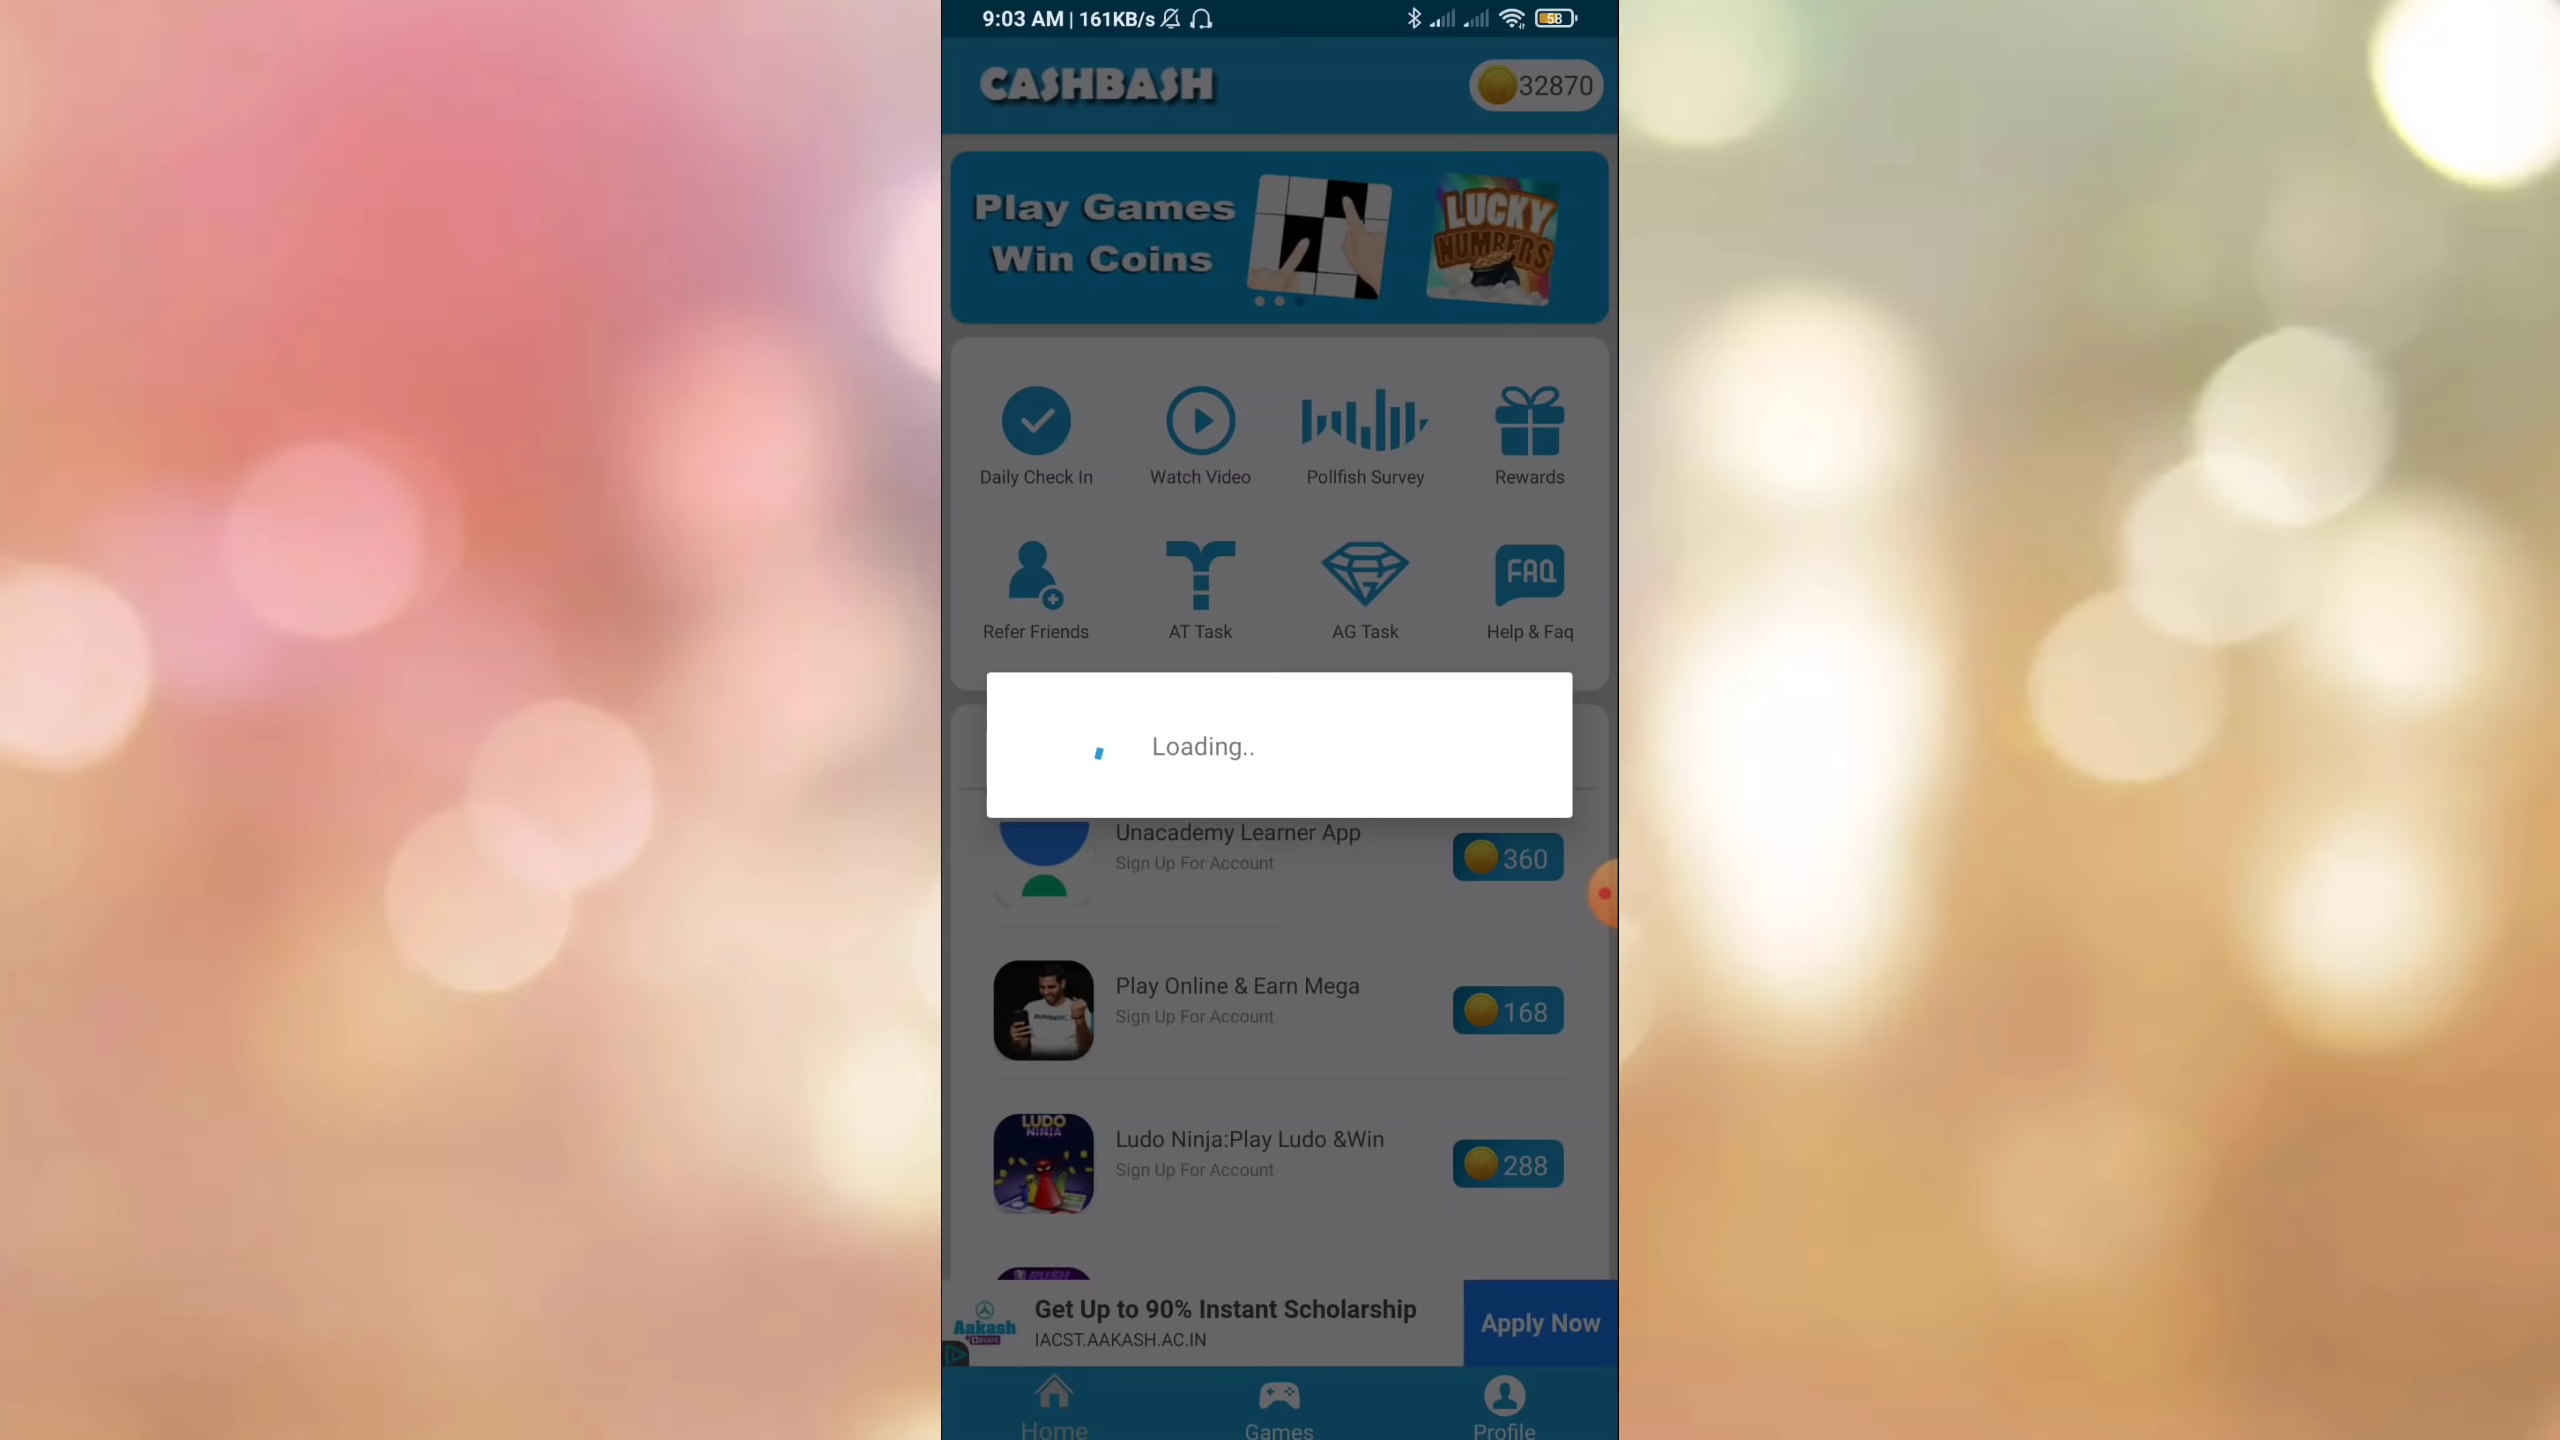 9:03 AM | 161KB/s
58
CASHBASH
32870
Play Games
Win Coins
LUCKY
NUMBERS
Daily Check In
Watch Video
Pollfish Survey
Rewards
FAQ
Refer Friends
AT Task
AG Task
Help & Faq
Loading..
Unacademy Learner App
Sign Up For Account
360
Play Online & Earn Mega
Sign Up For Account
168
LUDO
NINJA
Ludo Ninja:Play Ludo &Win
Sign Up For Account
288
RUSH
Aakash
Get Up to 90% Instant Scholarship
IACST.AAKASH.AC.IN
Apply Now
Home
Games
Profile